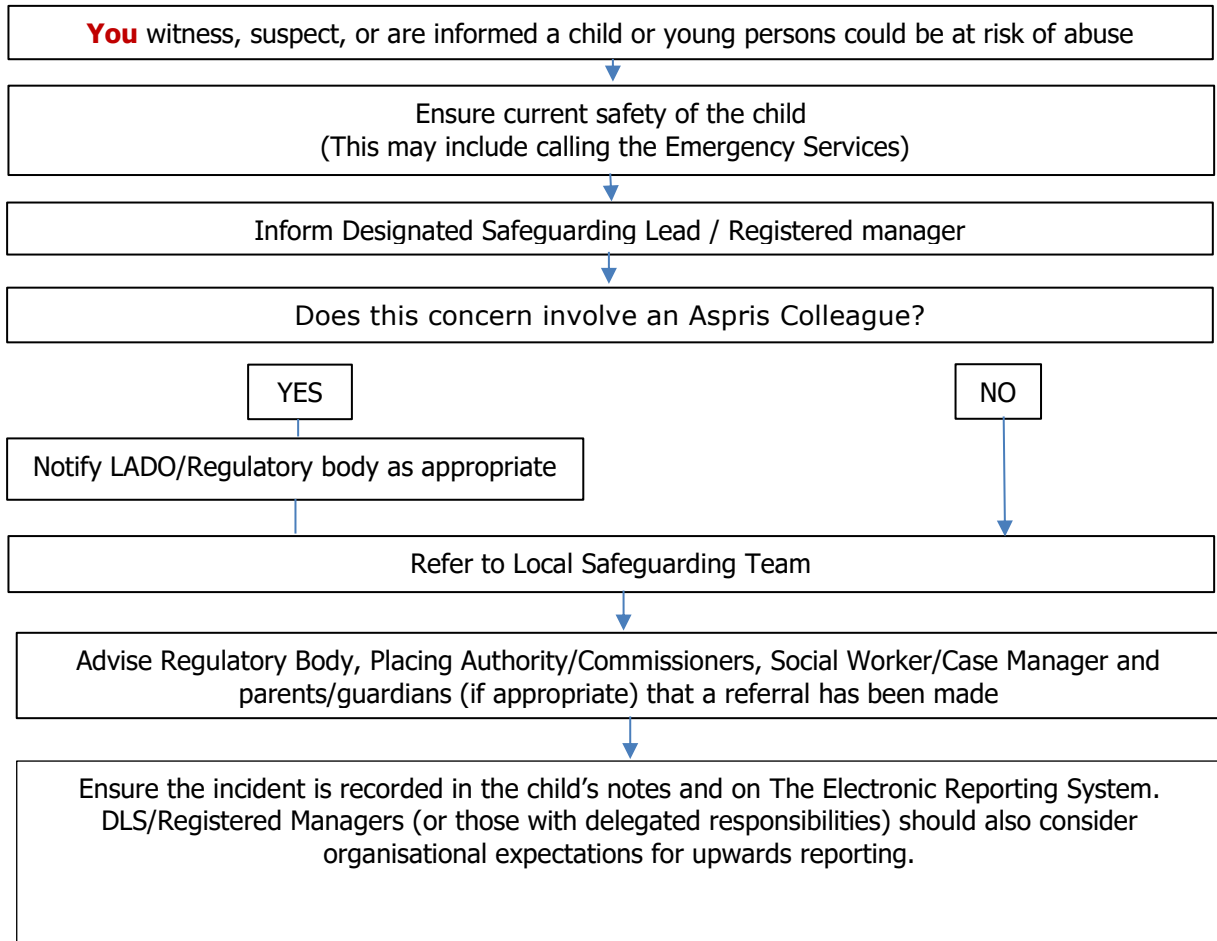 You witness, suspect, or are informed a child or young persons could be at risk of abuse
Ensure current safety of the child
(This may include calling the Emergency Services)
Inform Designated Safeguarding Lead / Registered manager
Does this concern involve an Aspris Colleague?
YES
NO
Notify LADO/Regulatory body as appropriate
Refer to Local Safeguarding Team
Advise Regulatory Body, Placing Authority/Commissioners, Social Worker/Case Manager and
parents/guardians (if appropriate) that a referral has been made
Ensure the incident is recorded in the child's notes and on The Electronic Reporting System.
DLS/Registered Managers (or those with delegated responsibilities) should also consider
organisational expectations for upwards reporting.